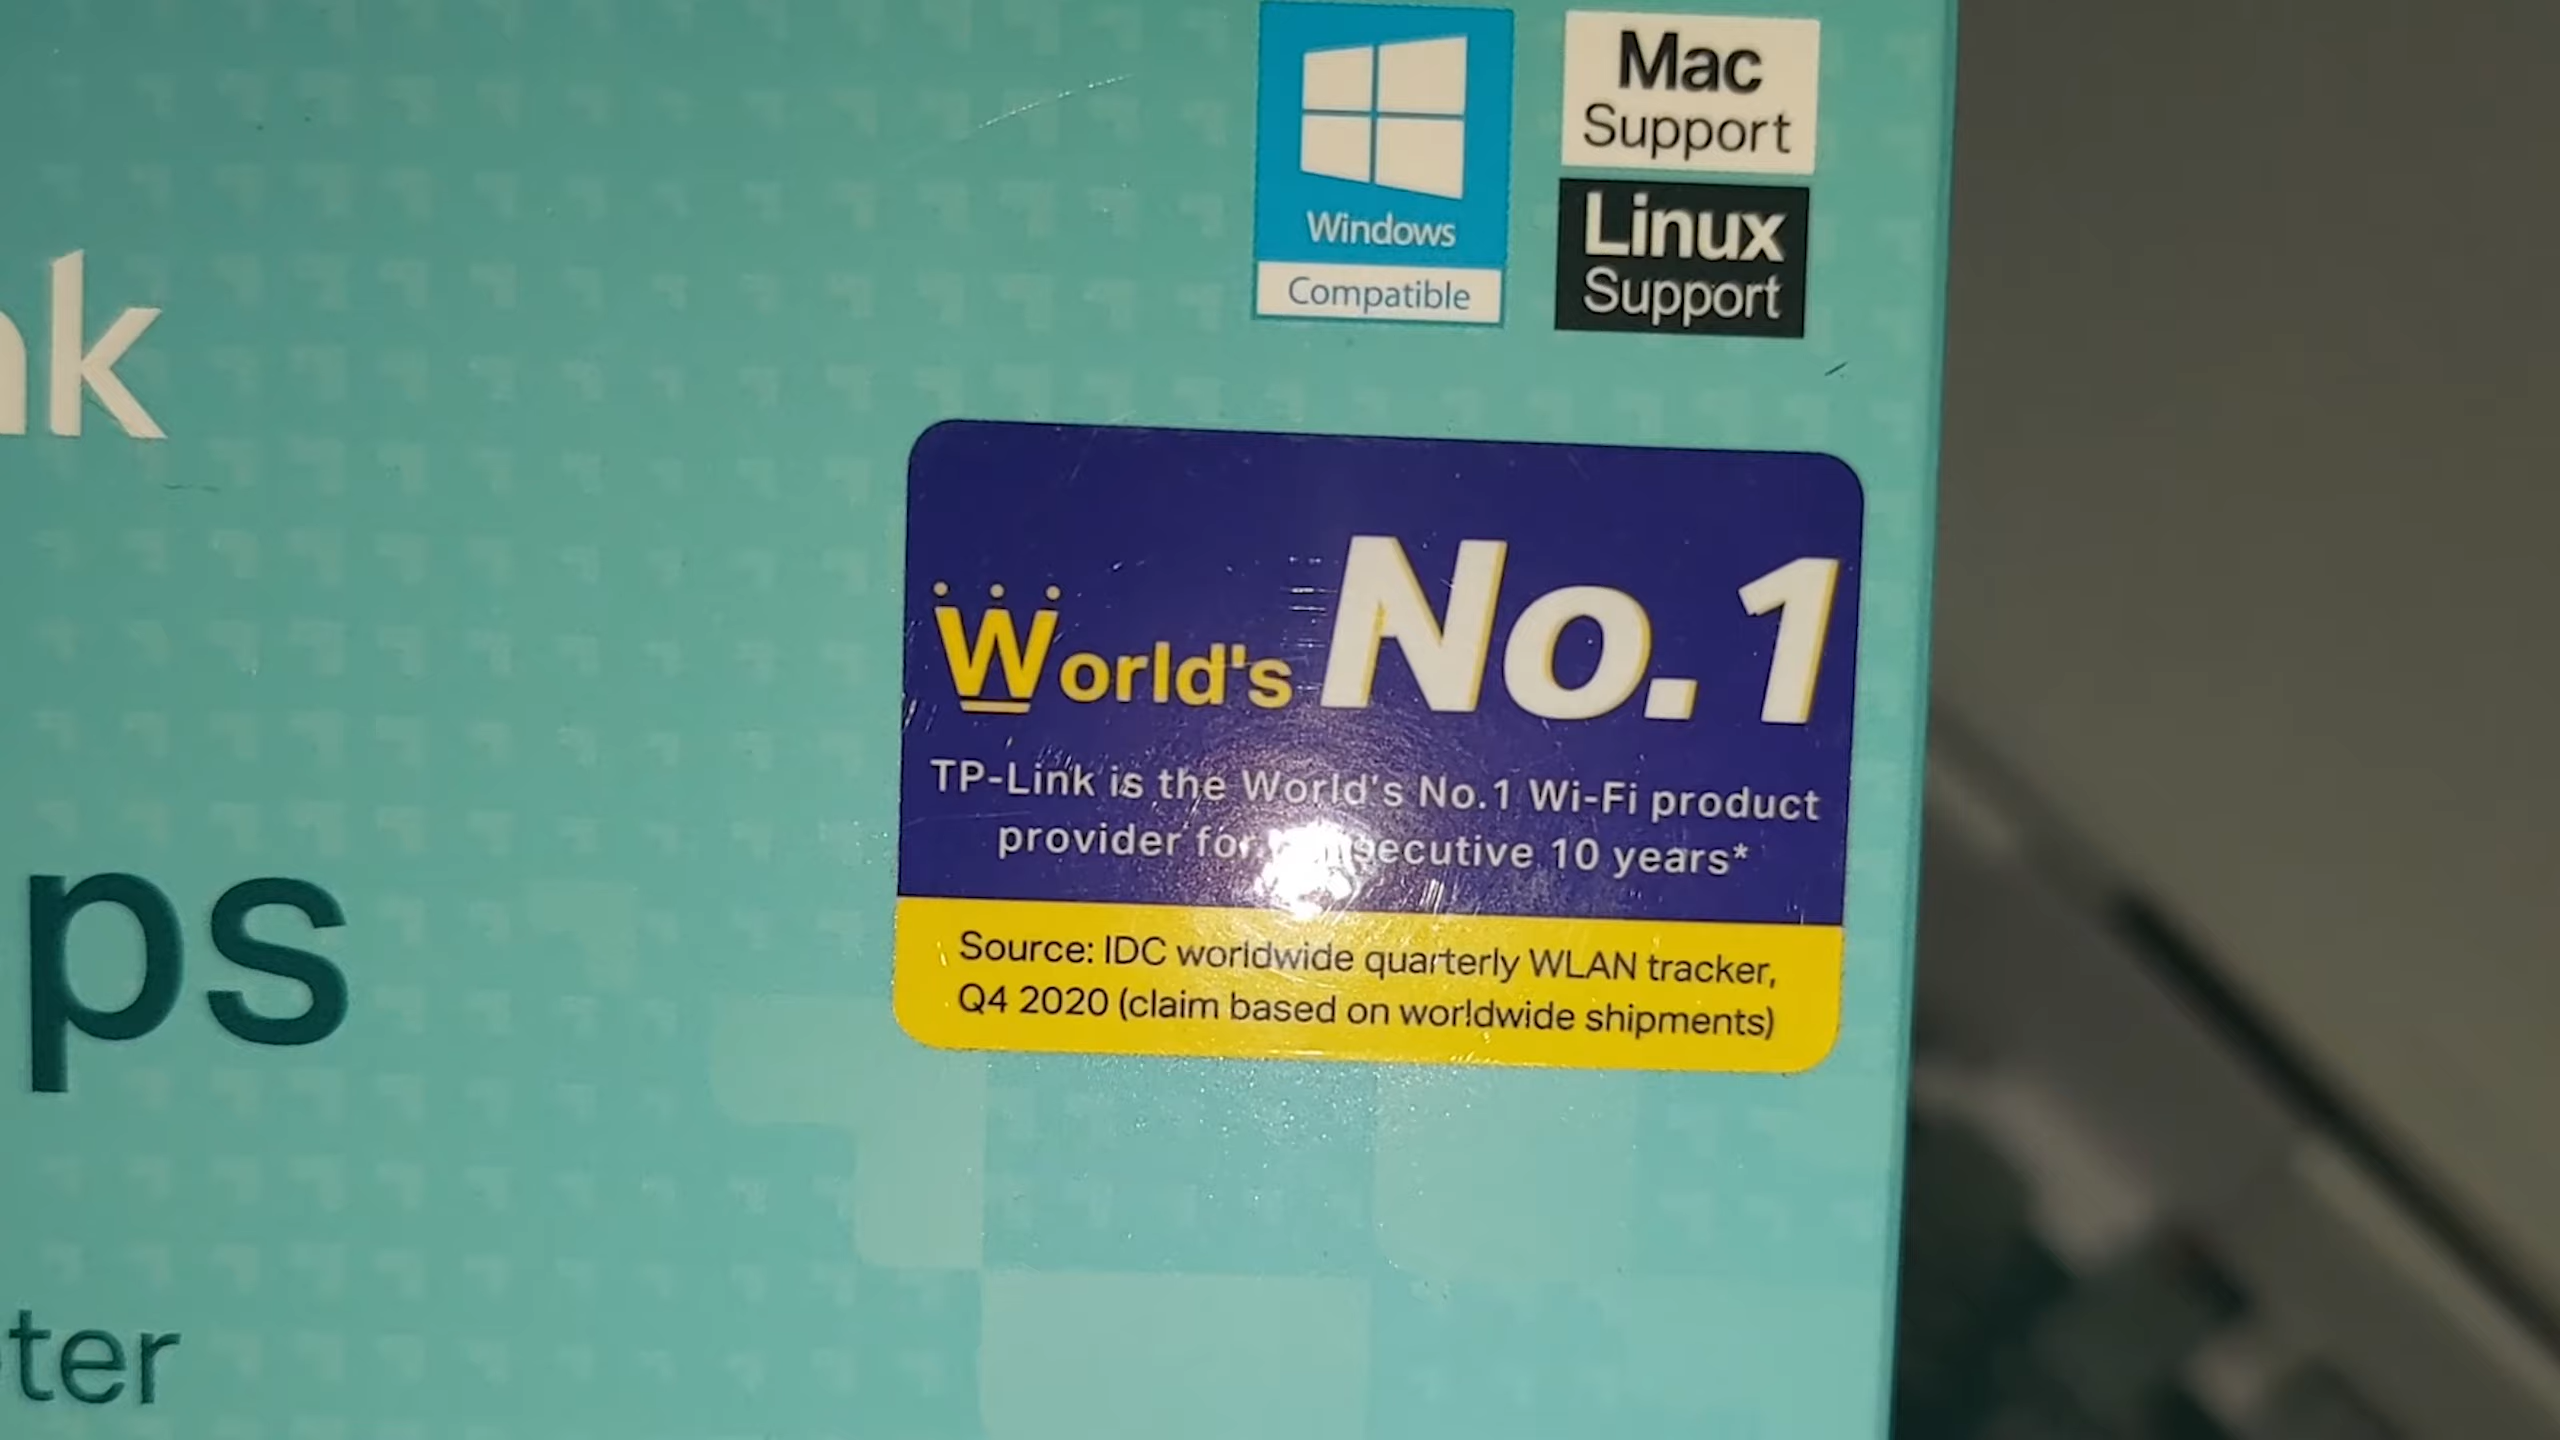 Mac
Support
Windows
Compatible
Linux
Support
nk
World's No.1
TP-Link is the World's No.1 Wi-Fi product
provider for consecutive 10 years*
ps
Source: IDC worldwide quarterly WLAN tracker,
Q4 2020 (claim based on worldwide shipments)
ter